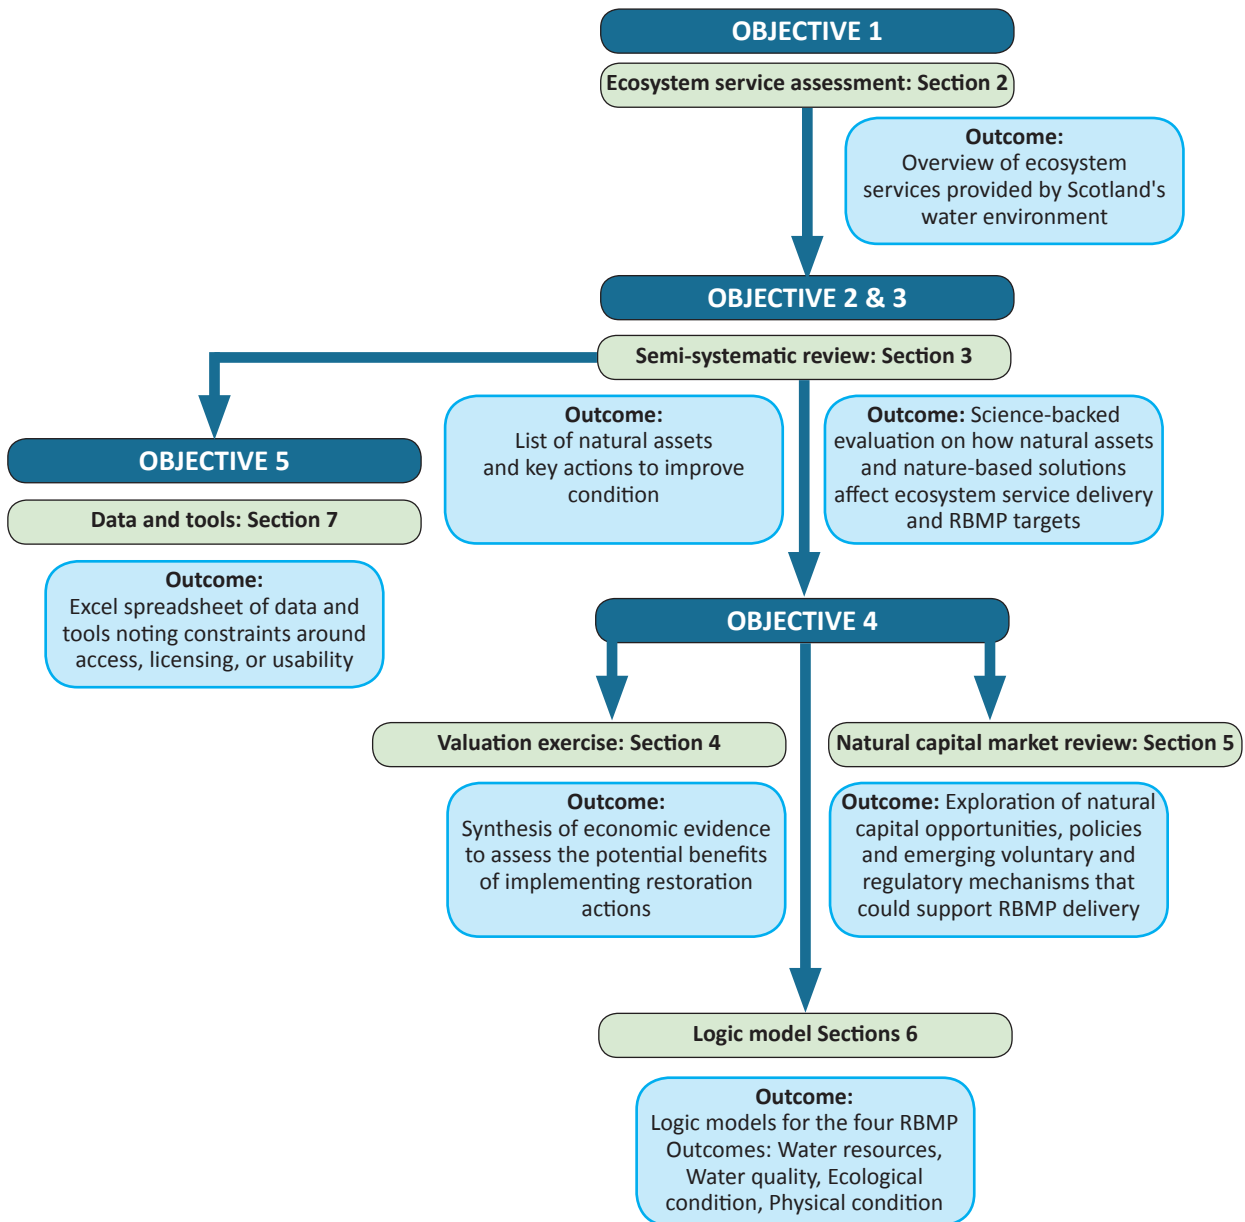 OBJECTIVE 1
Ecosystem service assessment: Section 2
Outcome:
Overview of ecosystem
services provided by Scotland's
water environment
OBJECTIVE 2 & 3
Semi-systematic review: Section 3
Outcome:
List of natural assets
and key actions to improve
condition
Outcome: Science-backed
evaluation on how natural assets
and nature-based solutions
affect ecosystem service delivery
and RBMP targets
OBJECTIVE 5
Data and tools: Section 7
Outcome:
Excel spreadsheet of data and
tools noting constraints around
access, licensing, or usability
OBJECTIVE 4
Valuation exercise: Section 4
Outcome:
Synthesis of economic evidence
to assess the potential benefits
of implementing restoration
actions
Natural capital market review: Section 5
Outcome: Exploration of natural
capital opportunities, policies
and emerging voluntary and
regulatory mechanisms that
could support RBMP delivery
Logic model Sections 6
Outcome:
Logic models for the four RBMP
Outcomes: Water resources,
Water quality, Ecological
condition, Physical condition